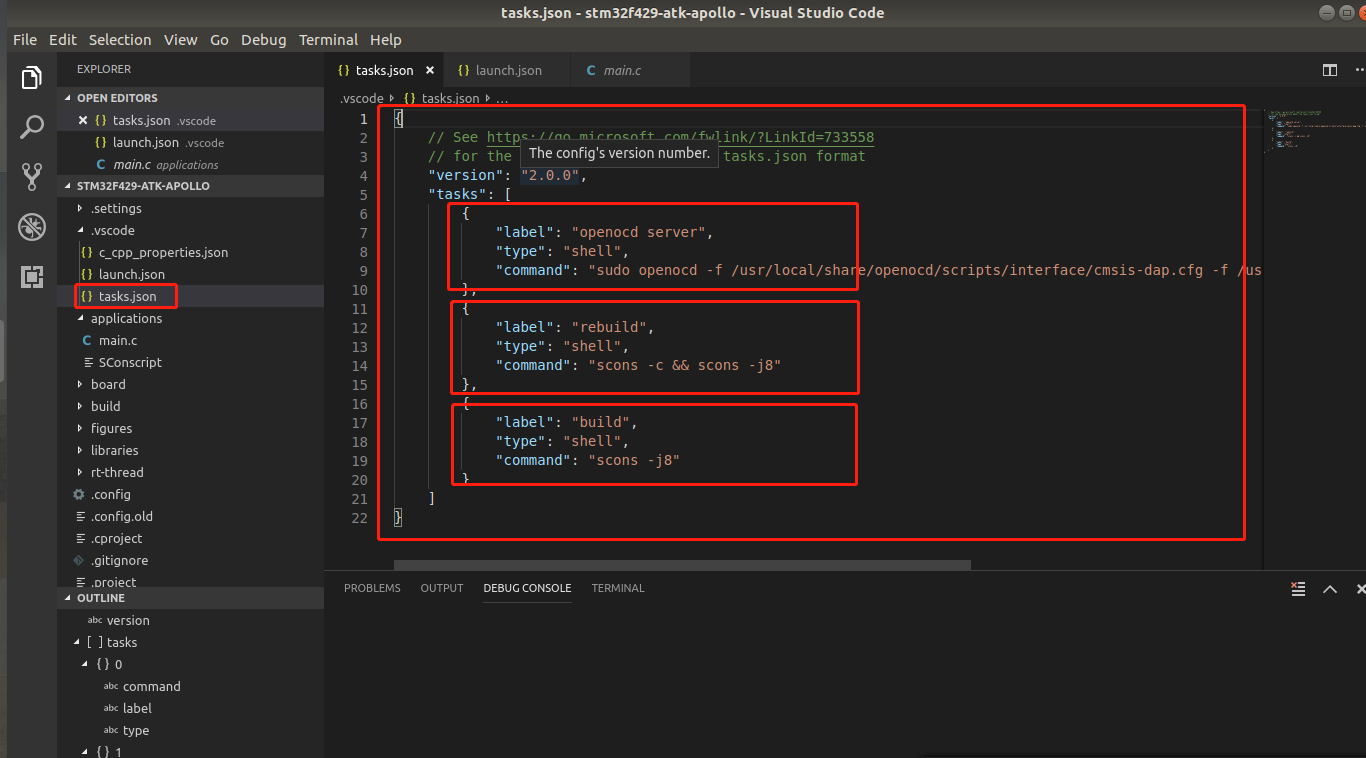 tasks.json - stm32f429-atk-apollo - Visual Studio Code
File Edit Selection View Go Debug Terminal Help
EXPLORER
OPEN EDITORS
tasks.json .vscode
launch.json .vscode
C main.c applications
STM32F429-ATK-APOLLO
.settings
.vscode
{} c_cpp_properties.json
{} launch.json
{} tasks.json
applications
C main.c
SConscript
board
build
figures
libraries
rt-thread
.config
.config.old
.cproject
.gitignore
.project
OUTLINE
abc version
[ ] tasks
{} 0
abc command
abc label
abc type
{} 1
{} tasks.json {} launch.json C main.c
.vscode {} tasks.json ...
1 {
2 // See https://go.microsoft.com/fwlink/?LinkId=733558
3 // for the tasks.json format
The config's version number.
4 "version": "2.0.0",
5 "tasks": [
6 {
7 "label": "openocd server",
8 "type": "shell",
9 "command": "sudo openocd -f /usr/local/share/openocd/scripts/interface/cmsis-dap.cfg -f /us
10 },
11 {
12 "label": "rebuild",
13 "type": "shell",
14 "command": "scons -c && scons -j8"
15 },
16 {
17 "label": "build",
18 "type": "shell",
19 "command": "scons -j8"
20 }
21 ]
22 }
PROBLEMS OUTPUT DEBUG CONSOLE TERMINAL